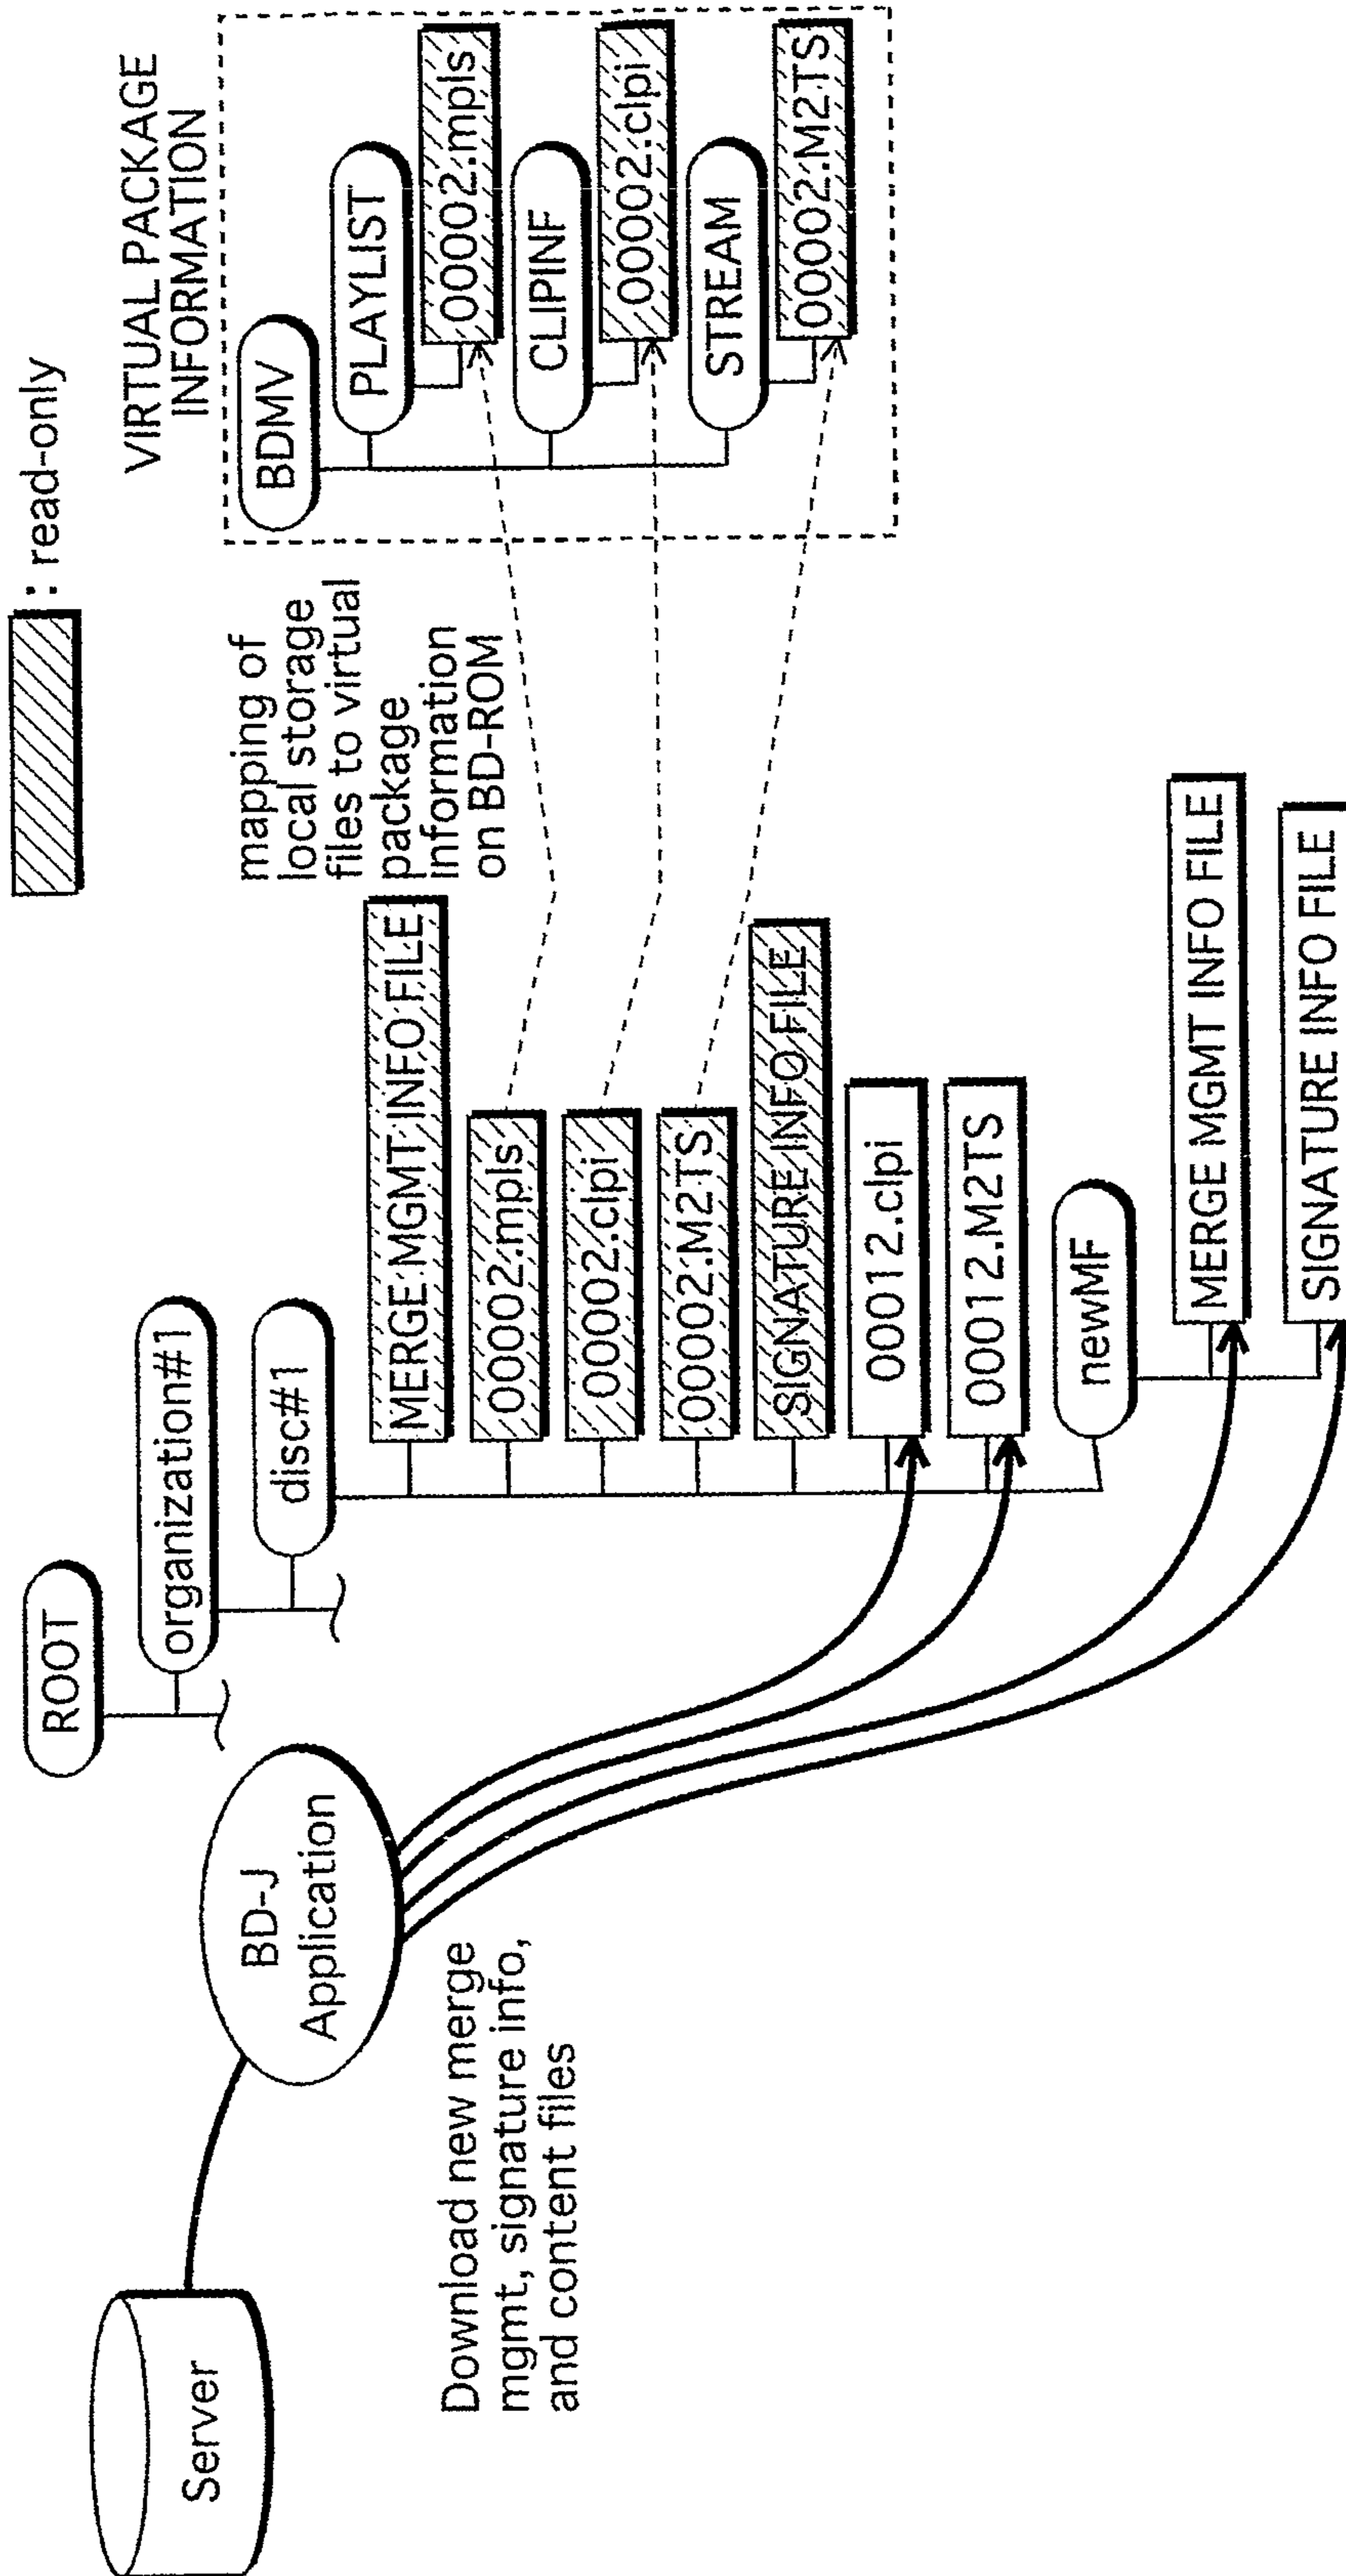 : read-only
Server
BD-J
Application
Download new merge
mgmt, signature info,
and content files
ROOT
organization#1
disc#1
MERGE MGMT INFO FILE
00002.mpls
00002.clpi
00002.M2TS
SIGNATURE INFO FILE
00012.clpi
00012.M2TS
newMF
MERGE MGMT INFO FILE
SIGNATURE INFO FILE
mapping of
local storage
files to virtual
package
information
on BD-ROM
VIRTUAL PACKAGE
INFORMATION
BDMV
PLAYLIST
00002.mpls
CLIPINF
00002.clpi
STREAM
00002.M2TS